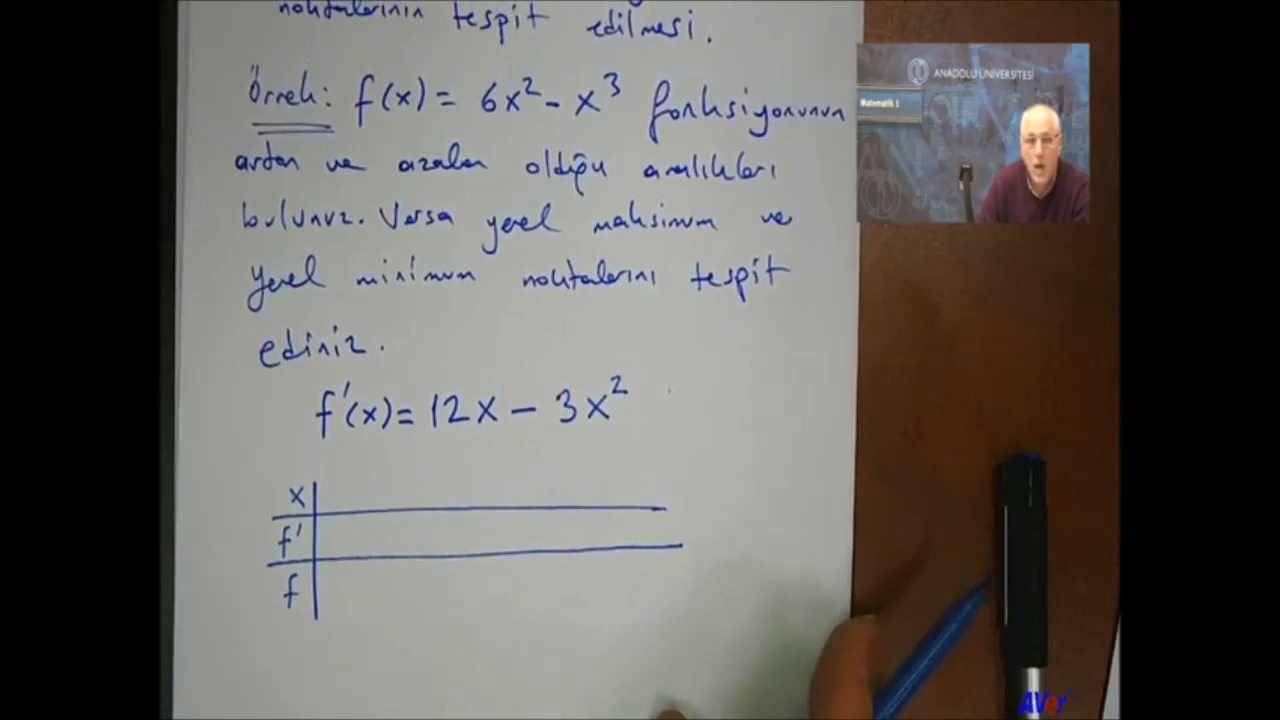 noktalarının tespit edilmesi.
Örnek: f(x) = 6x² - x³ fonksiyonunun
artan ve azalan olduğu aralıkları
bulunuz. Varsa yerel maksimum ve
yerel minimum noktalarını tespit
ediniz.
f'(x) = 12x - 3x²
x
f'
f
ANADOLU ÜNİVERSİTESİ
Matematik 1
AVer